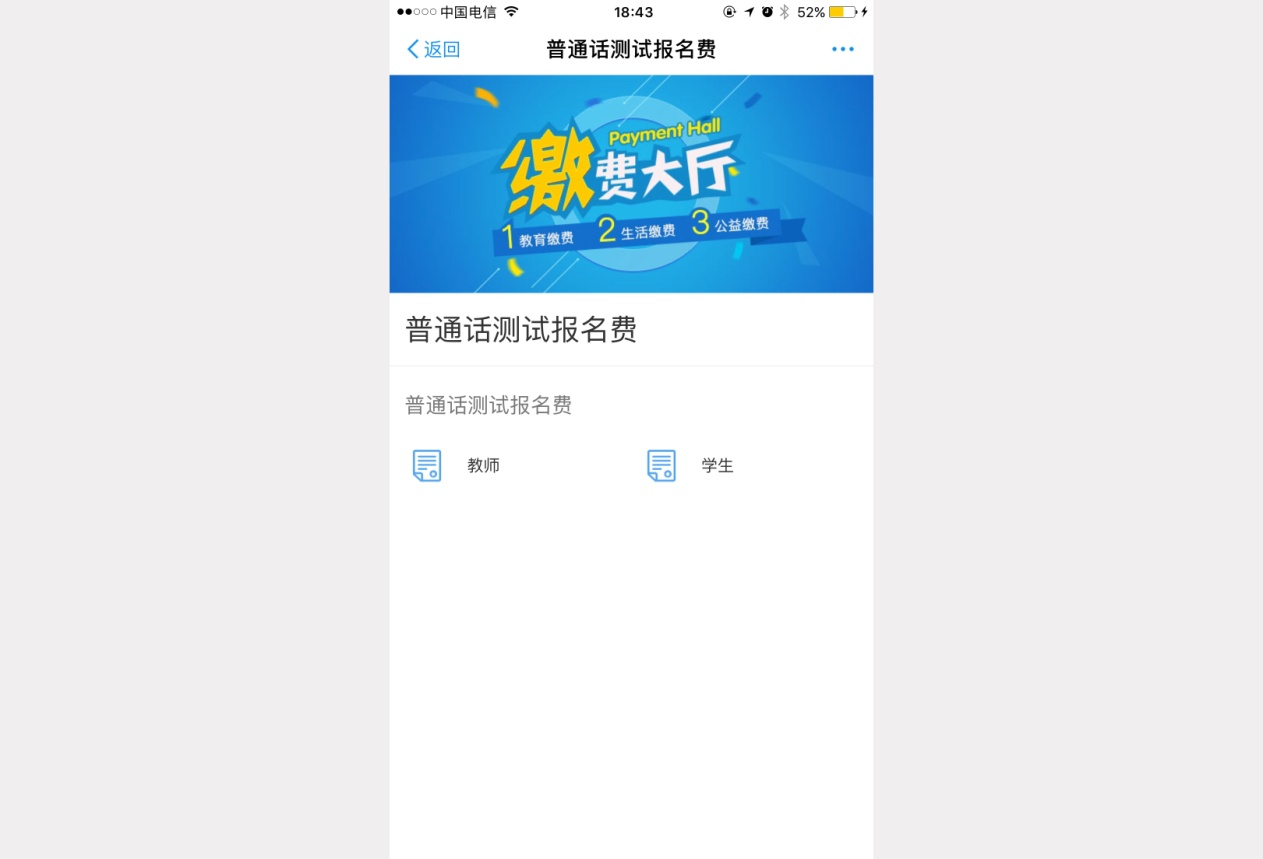 中国电信 18:43 52%
返回 普通话测试报名费
Payment Hall
缴费大厅
1 教育缴费 2 生活缴费 3 公益缴费
普通话测试报名费
普通话测试报名费
教师 学生